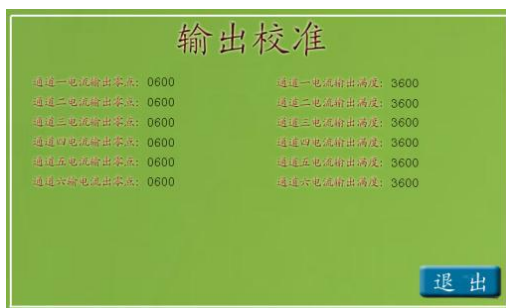 输出校准
通道一电流输出零点: 0600 通道一电流输出满度: 3600
通道二电流输出零点: 0600 通道二电流输出满度: 3600
通道三电流输出零点: 0600 通道三电流输出满度: 3600
通道四电流输出零点: 0600 通道四电流输出满度: 3600
通道五电流输出零点: 0600 通道五电流输出满度: 3600
通道六输电流出零点: 0600 通道六电流输出满度: 3600
退 出